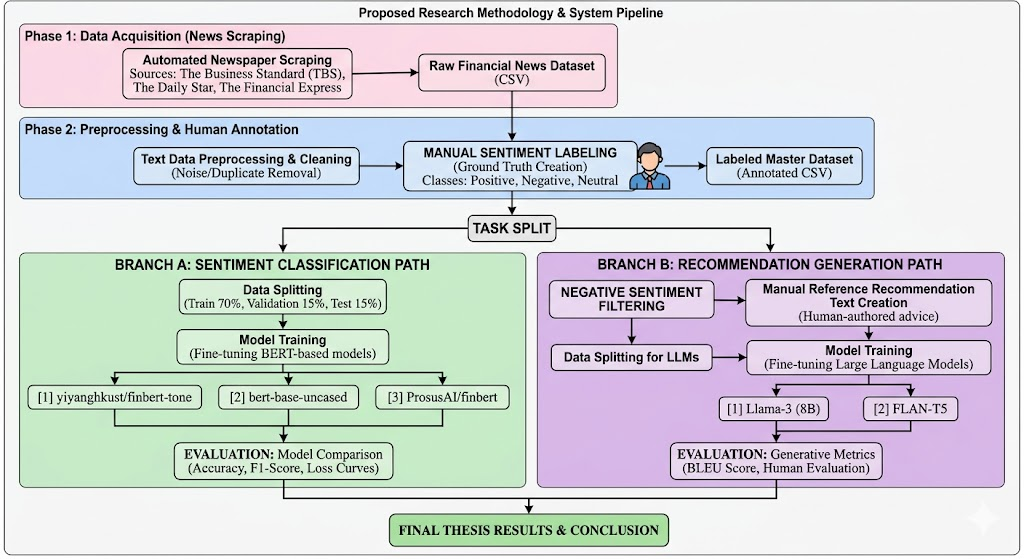 Proposed Research Methodology & System Pipeline
Phase 1: Data Acquisition (News Scraping)
Automated Newspaper Scraping
Sources: The Business Standard (TBS),
The Daily Star, The Financial Express
Raw Financial News Dataset
(CSV)
Phase 2: Preprocessing & Human Annotation
Text Data Preprocessing & Cleaning
(Noise/Duplicate Removal)
MANUAL SENTIMENT LABELING
(Ground Truth Creation)
Classes: Positive, Negative, Neutral
Labeled Master Dataset
(Annotated CSV)
TASK SPLIT
BRANCH A: SENTIMENT CLASSIFICATION PATH
Data Splitting
(Train 70%, Validation 15%, Test 15%)
Model Training
(Fine-tuning BERT-based models)
[1] yiyanghkust/finbert-tone
[2] bert-base-uncased
[3] ProsusAI/finbert
EVALUATION: Model Comparison
(Accuracy, F1-Score, Loss Curves)
BRANCH B: RECOMMENDATION GENERATION PATH
NEGATIVE SENTIMENT
FILTERING
Manual Reference Recommendation
Text Creation
(Human-authored advice)
Data Splitting for LLMs
Model Training
(Fine-tuning Large Language Models)
[1] Llama-3 (8B)
[2] FLAN-T5
EVALUATION: Generative Metrics
(BLEU Score, Human Evaluation)
FINAL THESIS RESULTS & CONCLUSION